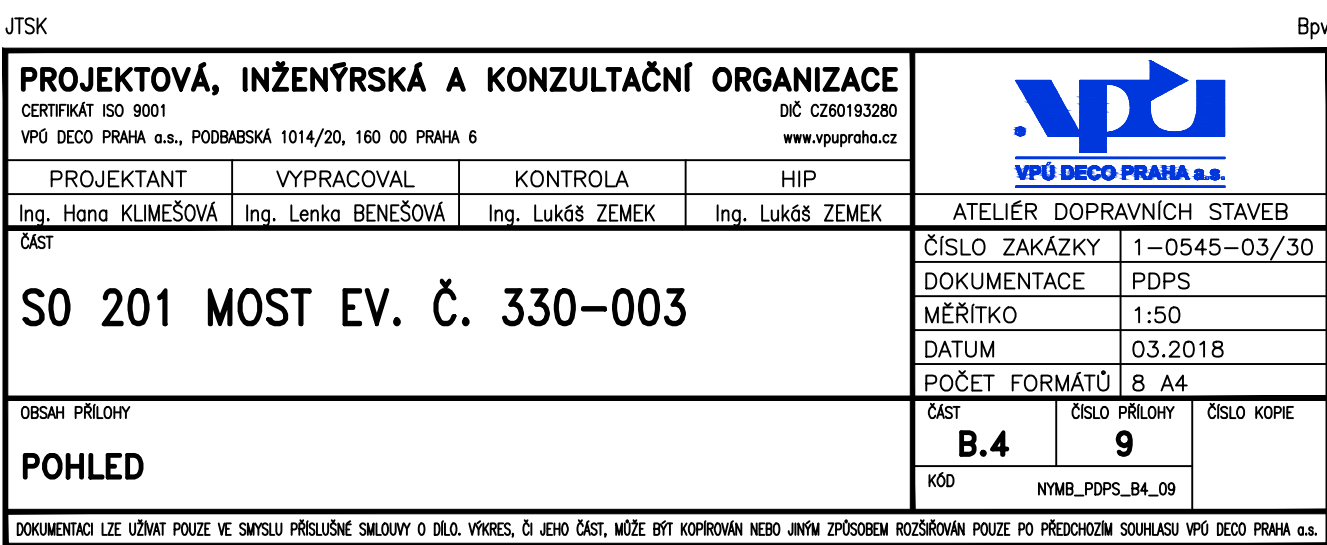 JTSK Bpv
PROJEKTOVÁ, INŽENÝRSKÁ A KONZULTAČNÍ ORGANIZACE
CERTIFIKÁT ISO 9001 DIČ CZ60193280
VPÚ DECO PRAHA a.s., PODBABSKÁ 1014/20, 160 00 PRAHA 6 www.vpupraha.cz
PROJEKTANT VYPRACOVAL KONTROLA HIP
Ing. Hana KLIMEŠOVÁ Ing. Lenka BENEŠOVÁ Ing. Lukáš ZEMEK Ing. Lukáš ZEMEK
.VPÚ
VPÚ DECO PRAHA a.s.
ATELIÉR DOPRAVNÍCH STAVEB
ČÁST
SO 201 MOST EV. Č. 330-003
ČÍSLO ZAKÁZKY 1-0545-03/30
DOKUMENTACE PDPS
MĚŘÍTKO 1:50
DATUM 03.2018
POČET FORMÁTŮ 8 A4
OBSAH PŘÍLOHY
POHLED
ČÁST ČÍSLO PŘÍLOHY ČÍSLO KOPIE
B.4 9
KÓD NYMB_PDPS_B4_09
DOKUMENTACI LZE UŽÍVAT POUZE VE SMYSLU PŘÍSLUŠNÉ SMLOUVY O DÍLO. VÝKRES, ČI JEHO ČÁST, MŮŽE BÝT KOPÍROVÁN NEBO JINÝM ZPŮSOBEM ROZŠIŘOVÁN POUZE PO PŘEDCHOZÍM SOUHLASU VPÚ DECO PRAHA a.s.